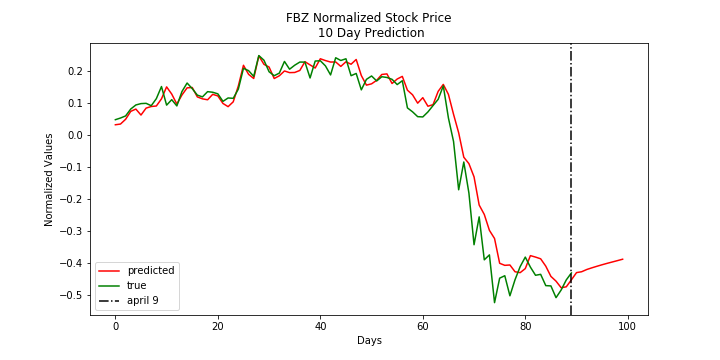 FBZ Normalized Stock Price
10 Day Prediction
Normalized Values
0.2
0.1
0.0
−0.1
−0.2
−0.3
−0.4
−0.5
predicted
true
april 9
0 20 40 60 80 100
Days